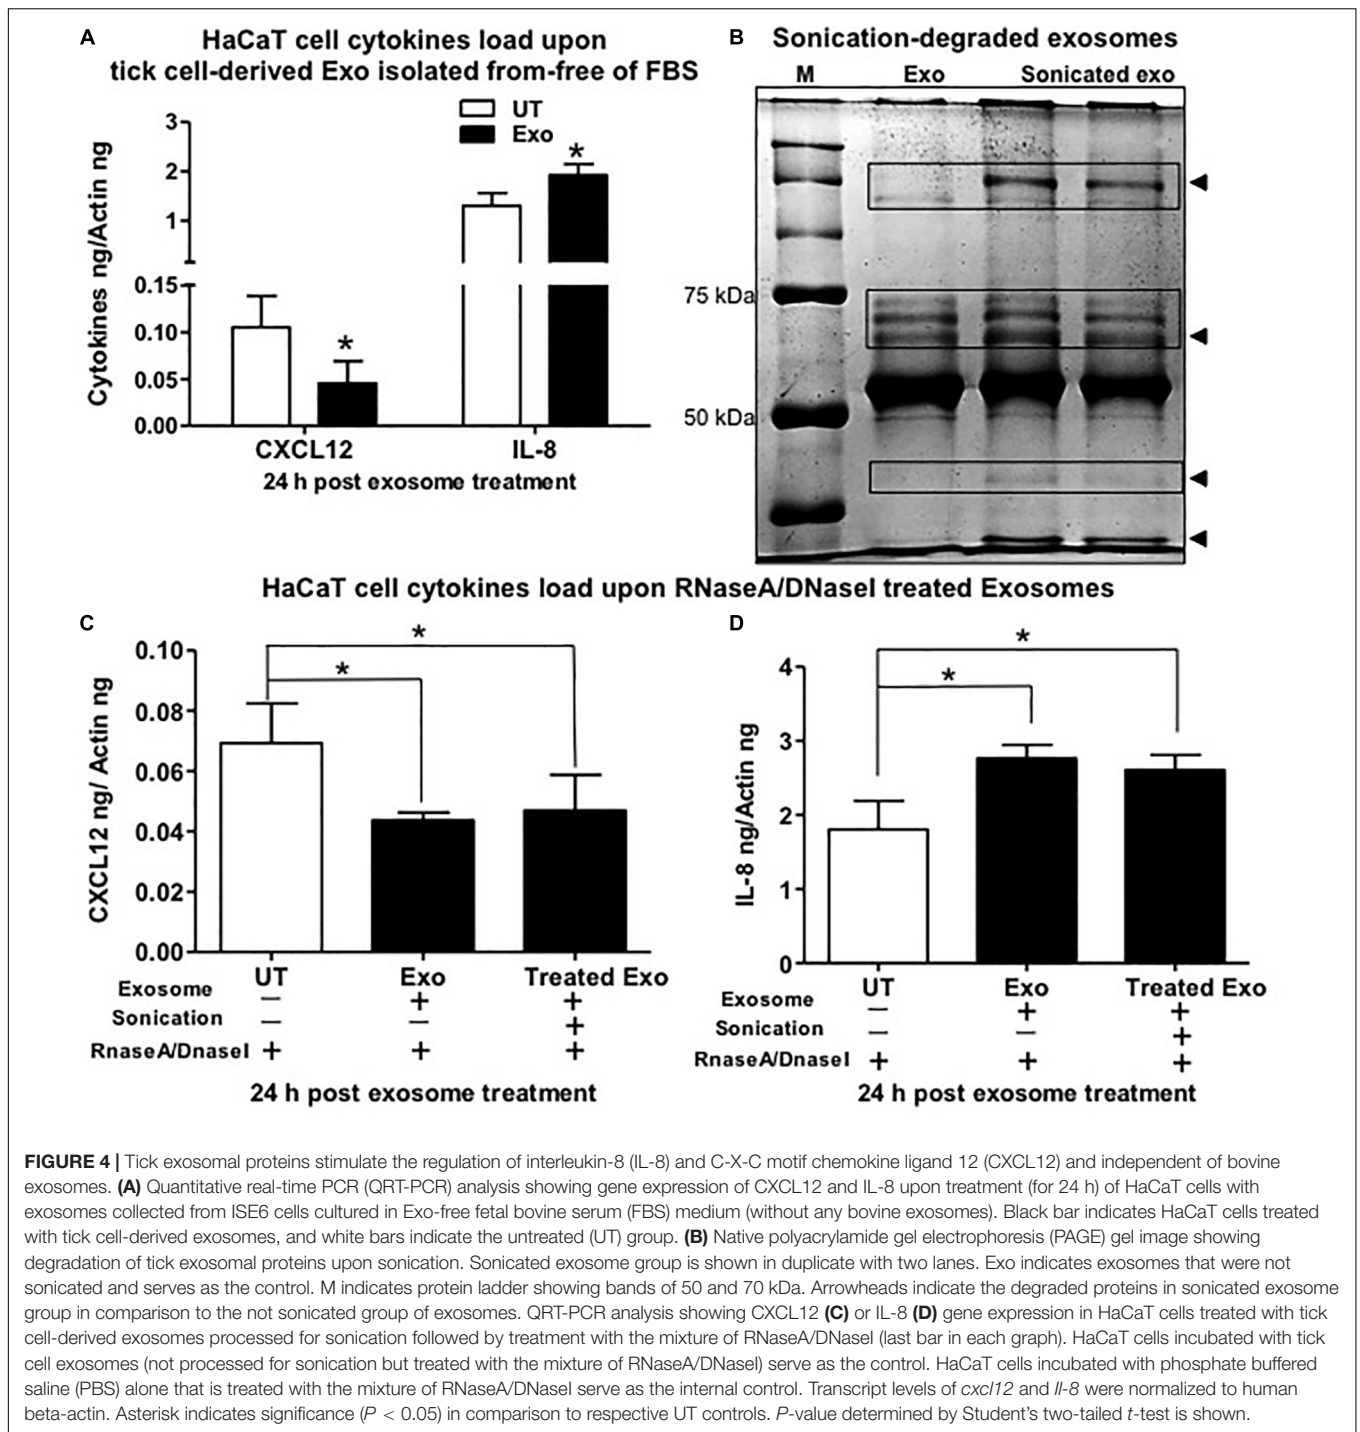 A
HaCaT cell cytokines load upon
tick cell-derived Exo isolated from-free of FBS
UT
Exo
Cytokines ng/Actin ng
3
2
1
0.15
0.10
0.05
0.00
*
*
CXCL12
IL-8
24 h post exosome treatment
B
Sonication-degraded exosomes
M
Exo
Sonicated exo
75 kDa
50 kDa
HaCaT cell cytokines load upon RNaseA/DNaseI treated Exosomes
C
CXCL12 ng/ Actin ng
0.10
0.08
0.06
0.04
0.02
0.00
*
*
UT
Exo
Treated Exo
Exosome — + +
Sonication — — +
RnaseA/DnaseI + + +
24 h post exosome treatment
D
IL-8 ng/Actin ng
4
3
2
1
0
*
*
UT
Exo
Treated Exo
Exosome — + +
Sonication — — +
RnaseA/DnaseI + + +
24 h post exosome treatment
FIGURE 4 | Tick exosomal proteins stimulate the regulation of interleukin-8 (IL-8) and C-X-C motif chemokine ligand 12 (CXCL12) and independent of bovine
exosomes. (A) Quantitative real-time PCR (QRT-PCR) analysis showing gene expression of CXCL12 and IL-8 upon treatment (for 24 h) of HaCaT cells with
exosomes collected from ISE6 cells cultured in Exo-free fetal bovine serum (FBS) medium (without any bovine exosomes). Black bar indicates HaCaT cells treated
with tick cell-derived exosomes, and white bars indicate the untreated (UT) group. (B) Native polyacrylamide gel electrophoresis (PAGE) gel image showing
degradation of tick exosomal proteins upon sonication. Sonicated exosome group is shown in duplicate with two lanes. Exo indicates exosomes that were not
sonicated and serves as the control. M indicates protein ladder showing bands of 50 and 70 kDa. Arrowheads indicate the degraded proteins in sonicated exosome
group in comparison to the not sonicated group of exosomes. QRT-PCR analysis showing CXCL12 (C) or IL-8 (D) gene expression in HaCaT cells treated with tick
cell-derived exosomes processed for sonication followed by treatment with the mixture of RNaseA/DNaseI (last bar in each graph). HaCaT cells incubated with tick
cell exosomes (not processed for sonication but treated with the mixture of RNaseA/DNaseI) serve as the control. HaCaT cells incubated with phosphate buffered
saline (PBS) alone that is treated with the mixture of RNaseA/DNaseI serve as the internal control. Transcript levels of cxcl12 and Il-8 were normalized to human
beta-actin. Asterisk indicates significance (P < 0.05) in comparison to respective UT controls. P-value determined by Student's two-tailed t-test is shown.